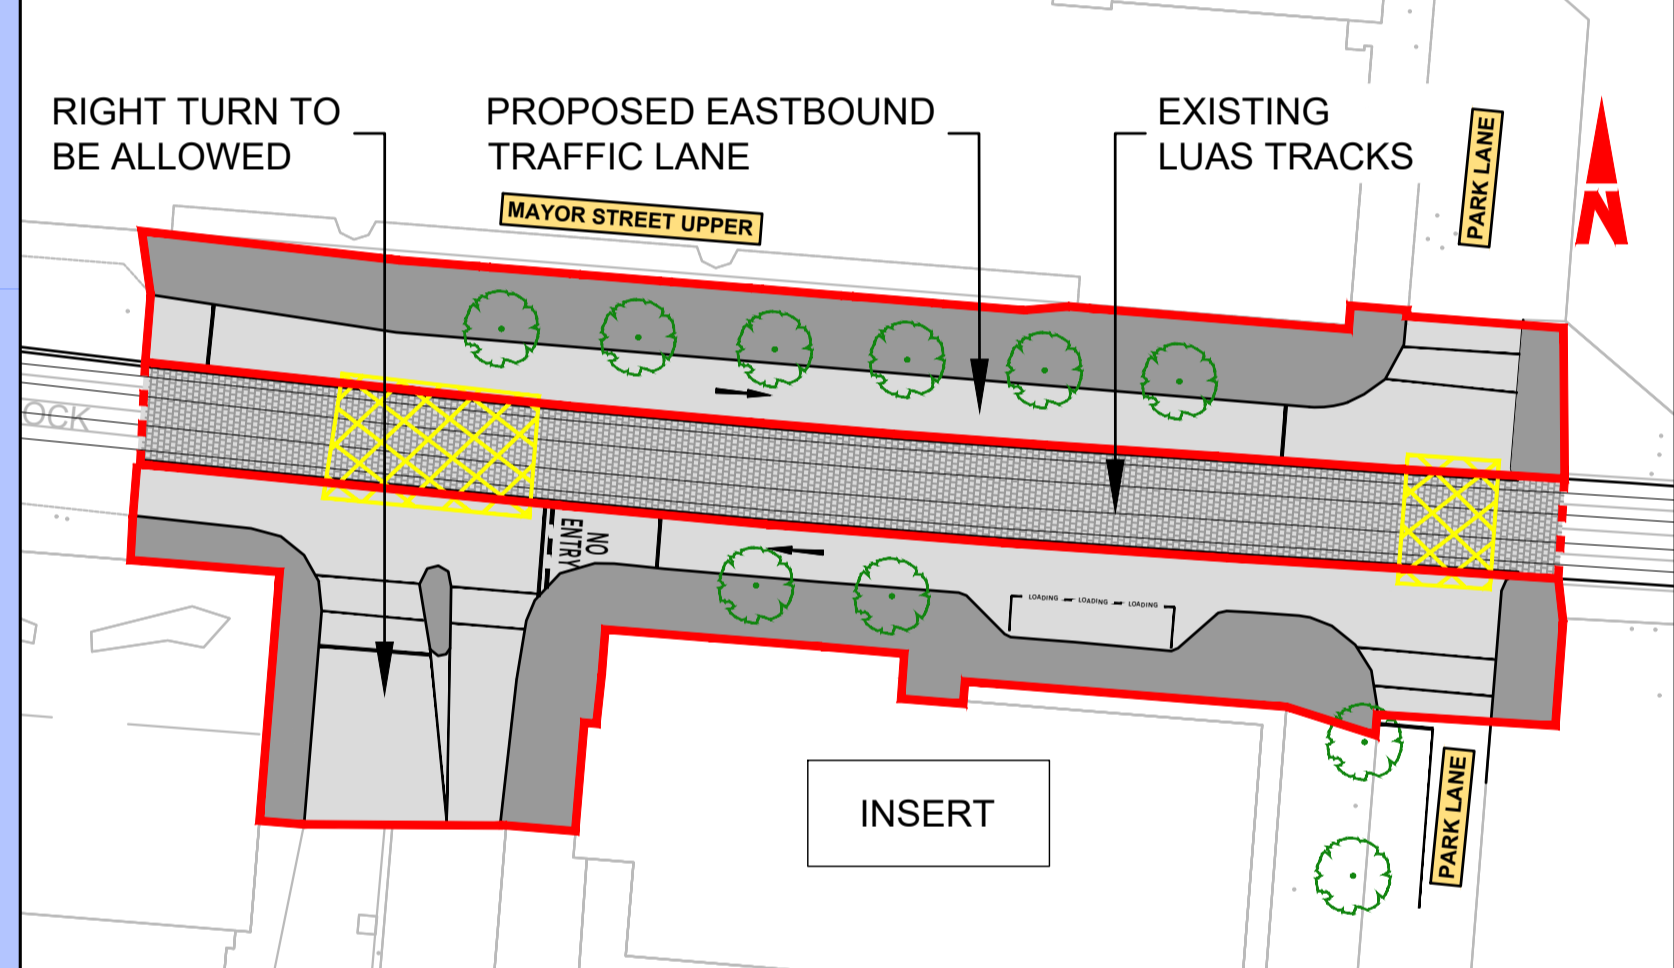 RIGHT TURN TO
BE ALLOWED
PROPOSED EASTBOUND
TRAFFIC LANE
EXISTING
LUAS TRACKS
PARK LANE
N
MAYOR STREET UPPER
OCK
NO
ENTRY
LOADING LOADING LOADING
INSERT
PARK LANE